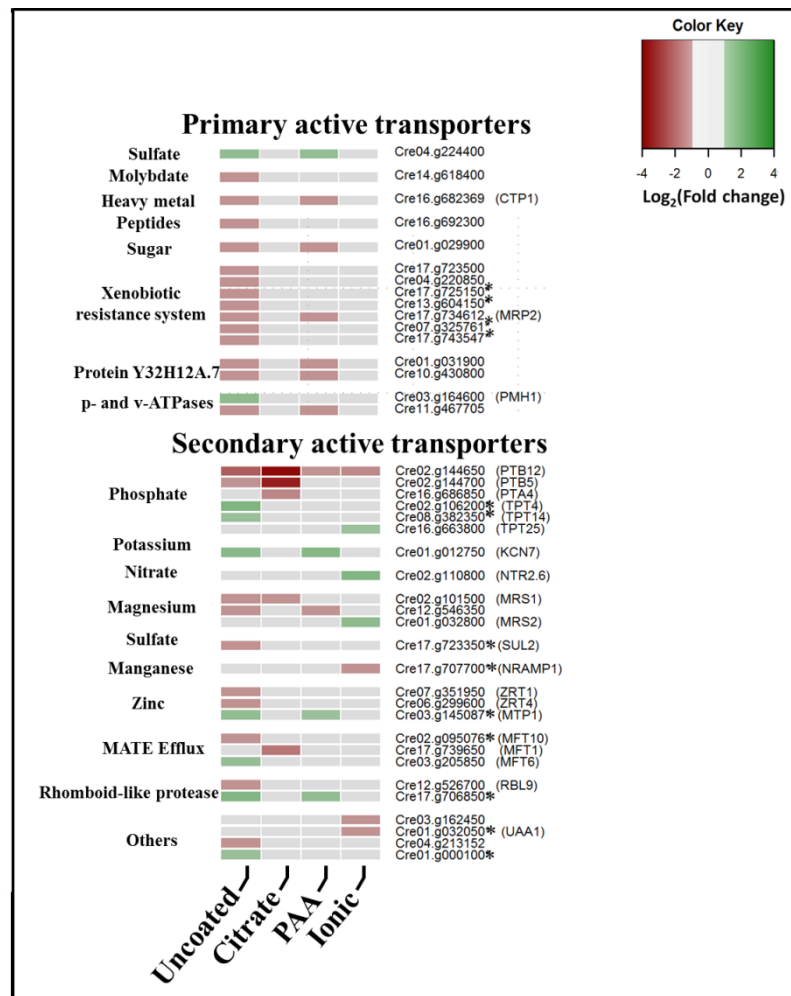 Color Key
-4 -2 0 2 4
Log2(Fold change)
Primary active transporters
Sulfate Cre04.g224400
Molybdate Cre14.g618400
Heavy metal Cre16.g682369 (CTP1)
Peptides Cre16.g692300
Sugar Cre01.g029900
Cre17.g723500
Cre04.g220850
Xenobiotic resistance system Cre17.g725150*
Cre13.g604150*
Cre17.g734612 (MRP2)
Cre07.g325761*
Cre17.g743547*
Protein Y32H12A.7 Cre01.g031900
Cre10.g430800
p- and v-ATPases Cre03.g164600 (PMH1)
Cre11.g467705
Secondary active transporters
Phosphate Cre02.g144650 (PTB12)
Cre02.g144700 (PTB5)
Cre16.g686850 (PTA4)
Cre02.g106200* (TPT4)
Cre08.g382350* (TPT14)
Cre16.g663800 (TPT25)
Potassium Cre01.g012750 (KCN7)
Nitrate Cre02.g110800 (NTR2.6)
Magnesium Cre02.g101500 (MRS1)
Cre12.g546350
Cre01.g032800 (MRS2)
Sulfate Cre17.g723350* (SUL2)
Manganese Cre17.g707700* (NRAMP1)
Zinc Cre07.g351950 (ZRT1)
Cre06.g299600 (ZRT4)
Cre03.g145087* (MTP1)
MATE Efflux Cre02.g095076* (MFT10)
Cre17.g739650 (MFT1)
Cre03.g205850 (MFT6)
Rhomboid-like protease Cre12.g526700 (RBL9)
Cre17.g706850*
Others Cre03.g162450
Cre01.g032050* (UAA1)
Cre04.g213152
Cre01.g000100*
Uncoated
Citrate
PAA
Ionic